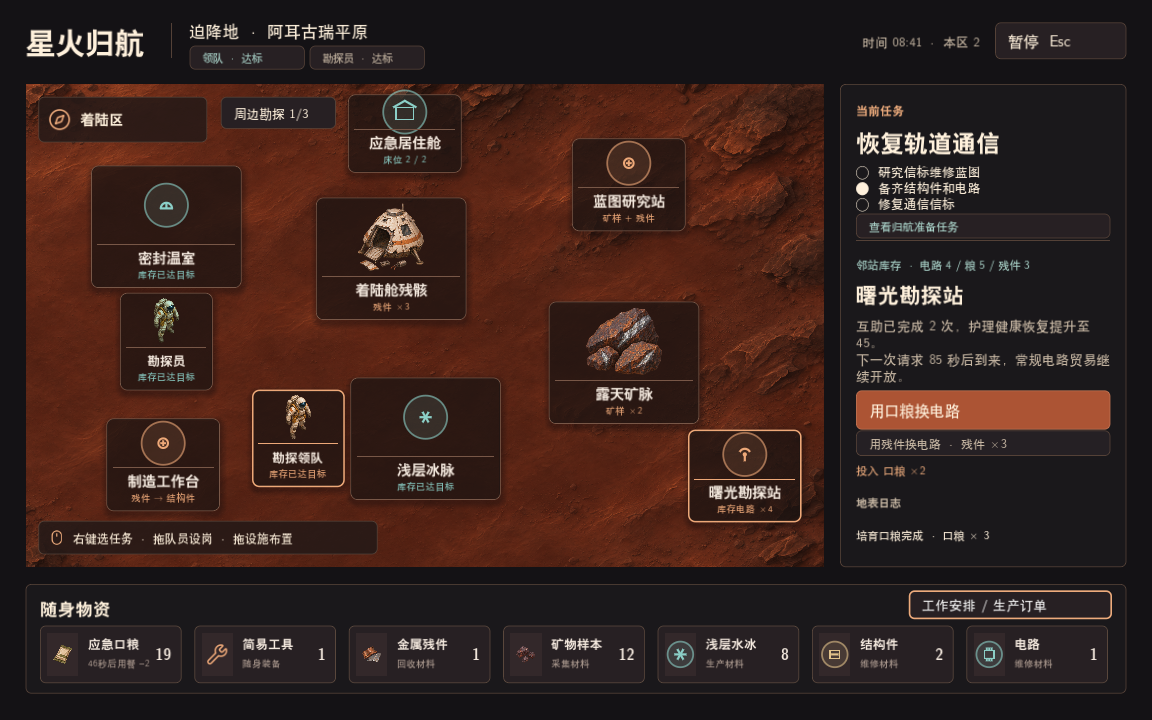 星火归航
迫降地 · 阿耳古瑞平原
领队 · 达标
勘探员 · 达标
时间 08:41 · 本区 2
暂停 Esc
着陆区
周边勘探 1/3
应急居住舱
床位 2 / 2
蓝图研究站
矿样 + 残件
密封温室
库存已达目标
着陆舱残骸
残件 ×3
勘探员
库存已达目标
露天矿脉
矿样 ×2
勘探领队
库存已达目标
浅层冰脉
库存已达目标
制造工作台
残件 → 结构件
曙光勘探站
库存电路 ×4
右键选任务 · 拖队员设岗 · 拖设施布置
当前任务
恢复轨道通信
研究信标维修蓝图
备齐结构件和电路
修复通信信标
查看归航准备任务
邻站库存 · 电路 4 / 粮 5 / 残件 3
曙光勘探站
互助已完成 2 次，护理健康恢复提升至
45。
下一次请求 85 秒后到来，常规电路贸易继
续开放。
用口粮换电路
用残件换电路 · 残件 ×3
投入 口粮 ×2
地表日志
培育口粮完成 · 口粮 × 3
随身物资
工作安排 / 生产订单
应急口粮
46秒后用餐 −2
19
简易工具
随身装备
1
金属残件
回收材料
1
矿物样本
采集材料
12
浅层水冰
生产材料
8
结构件
维修材料
2
电路
维修材料
1